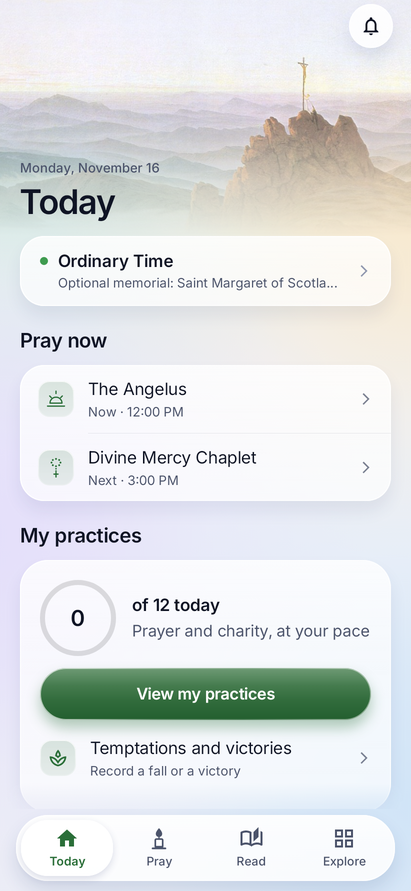 Monday, November 16
Today
Ordinary Time
Optional memorial: Saint Margaret of Scotla...
Pray now
The Angelus
Now · 12:00 PM
Divine Mercy Chaplet
Next · 3:00 PM
My practices
0
of 12 today
Prayer and charity, at your pace
View my practices
Temptations and victories
Record a fall or a victory
Today
Pray
Read
Explore